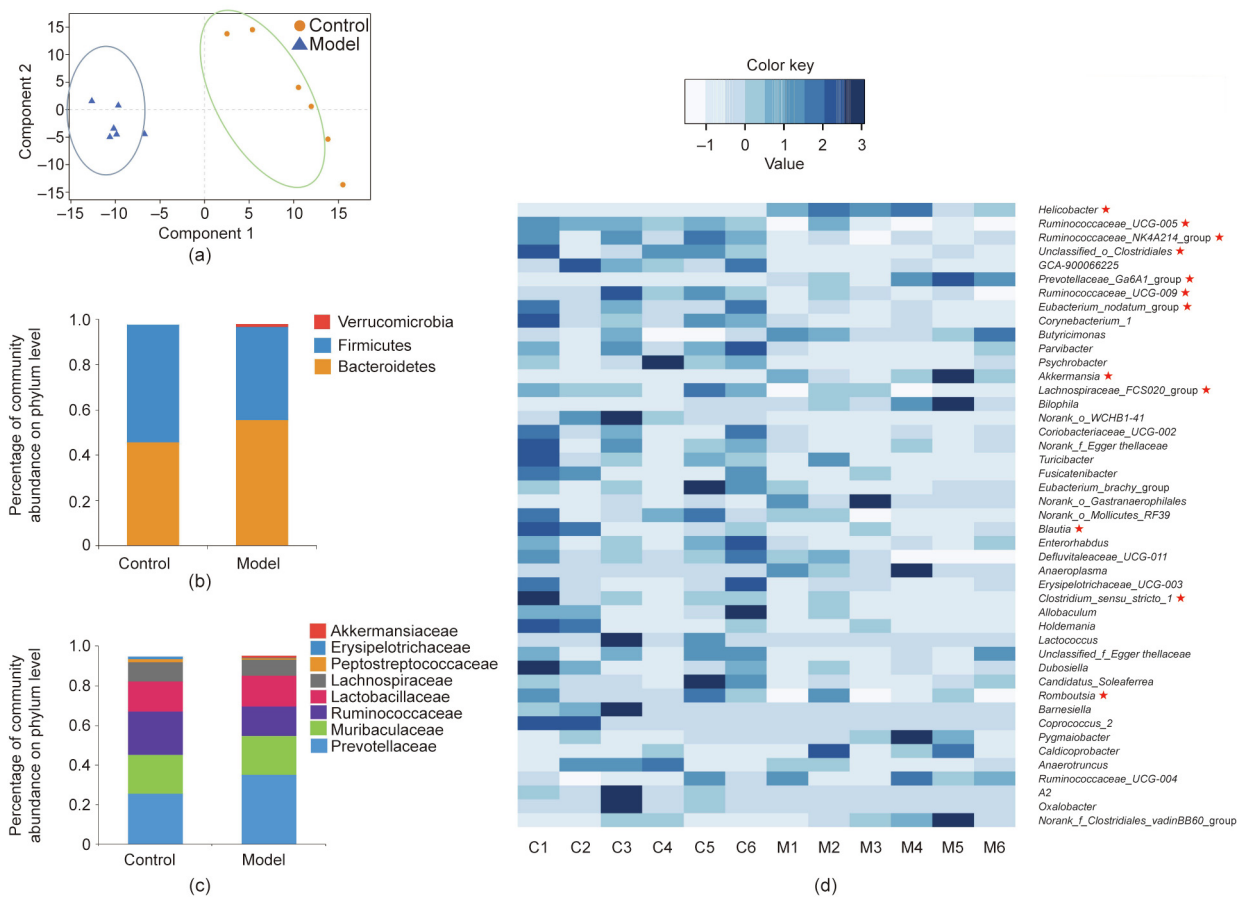 Control
Model
15
10
5
0
–5
–10
–15
Component 2
–15
–10
–5
0
5
10
15
Component 1
(a)
1.0
0.8
0.6
0.4
0.2
0
Percentage of community
abundance on phylum level
Verrucomicrobia
Firmicutes
Bacteroidetes
Control
Model
(b)
1.0
0.8
0.6
0.4
0.2
0
Percentage of community
abundance on phylum level
Akkermansiaceae
Erysipelotrichaceae
Peptostreptococcaceae
Lachnospiraceae
Lactobacillaceae
Ruminococcaceae
Muribaculaceae
Prevotellaceae
Control
Model
(c)
Color key
–1
0
1
2
3
Value
Helicobacter ★
Ruminococcaceae_UCG-005 ★
Ruminococcaceae_NK4A214_group ★
Unclassified_o_Clostridiales ★
GCA-900066225
Prevotellaceae_Ga6A1_group ★
Ruminococcaceae_UCG-009 ★
Eubacterium_nodatum_group ★
Corynebacterium_1
Butyricimonas
Parvibacter
Psychrobacter
Akkermansia ★
Lachnospiraceae_FCS020_group ★
Bilophila
Norank_o_WCHB1-41
Coriobacteriaceae_UCG-002
Norank_f_Egger thellaceae
Turicibacter
Fusicatenibacter
Eubacterium_brachy_group
Norank_o_Gastranaerophilales
Norank_o_Mollicutes_RF39
Blautia ★
Enterorhabdus
Defluvitaleaceae_UCG-011
Anaeroplasma
Erysipelotrichaceae_UCG-003
Clostridium_sensu_stricto_1 ★
Allobaculum
Holdemania
Lactococcus
Unclassified_f_Egger thellaceae
Dubosiella
Candidatus_Soleaferrea
Romboutsia ★
Barnesiella
Coprococcus_2
Pygmaiobacter
Caldicoprobacter
Anaerotruncus
Ruminococcaceae_UCG-004
A2
Oxalobacter
Norank_f_Clostridiales_vadinBB60_group
C1 C2 C3 C4 C5 C6 M1 M2 M3 M4 M5 M6
(d)